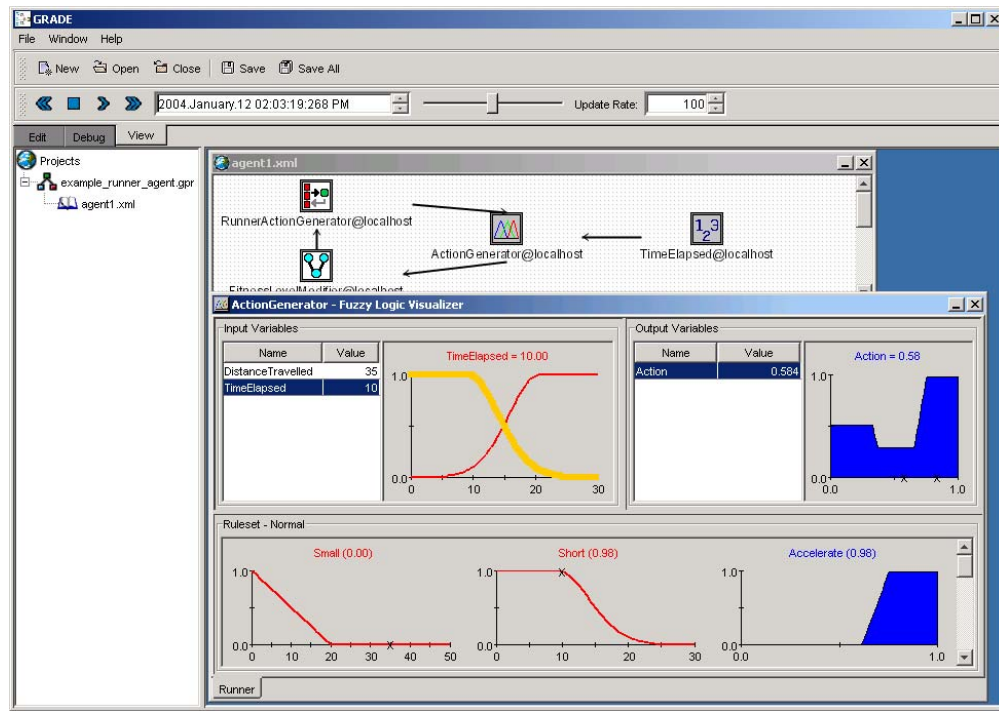 GRADE
File Window Help
New Open Close Save Save All
2004.January.12 02:03:19:268 PM Update Rate: 100
Edit Debug View
Projects
example_runner_agent.gpr
agent1.xml
agent1.xml
RunnerActionGenerator@localhost
ActionGenerator@localhost
TimeElapsed@localhost
FitnessLevelModifier@localhost
ActionGenerator - Fuzzy Logic Visualizer
Input Variables
Name Value
DistanceTravelled 35
TimeElapsed 10
TimeElapsed = 10.00
1.0
0.0
0 10 20 30
Output Variables
Name Value
Action 0.584
Action = 0.58
1.0
0.0
0.0 1.0
Ruleset - Normal
Small (0.00)
1.0
0.0
0 10 20 30 40 50
Short (0.98)
1.0
0.0
0 10 20 30
Accelerate (0.98)
1.0
0.0
0.0 1.0
Runner